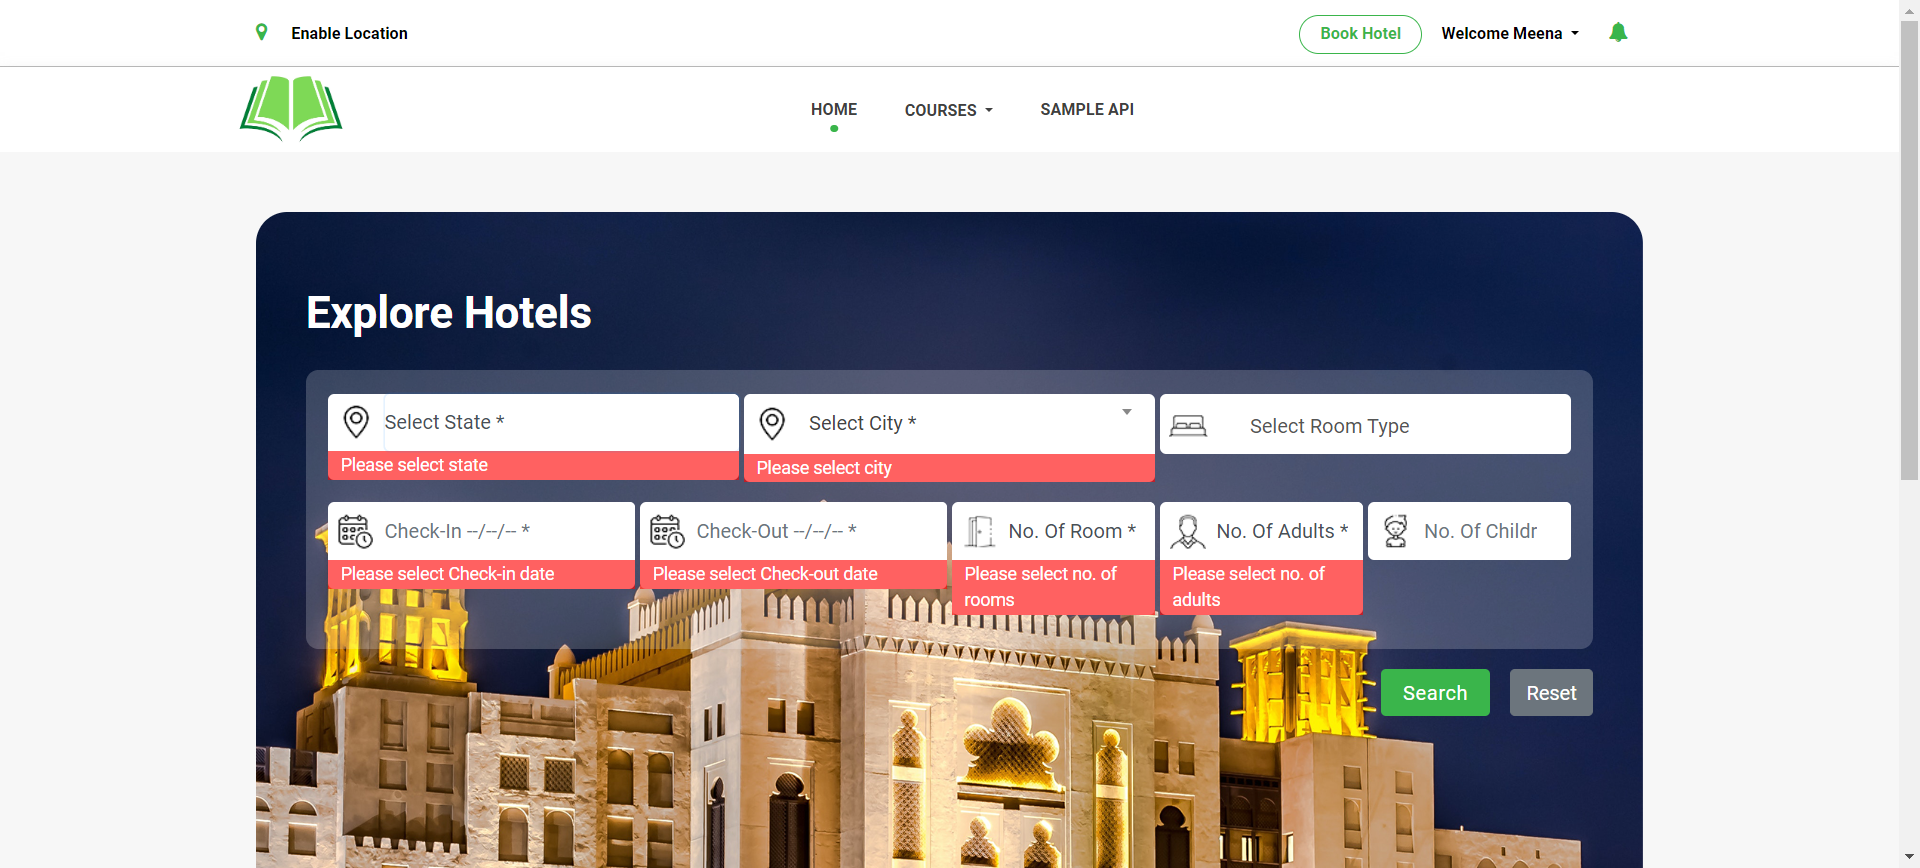 Enable Location
Book Hotel
Welcome Meena
HOME
COURSES
SAMPLE API
Explore Hotels
Select State *
Select City *
Select Room Type
Please select state
Please select city
Check-In --/--/-- *
Check-Out --/--/-- *
No. Of Room *
No. Of Adults *
No. Of Childr
Please select Check-in date
Please select Check-out date
Please select no. of
rooms
Please select no. of
adults
Search
Reset